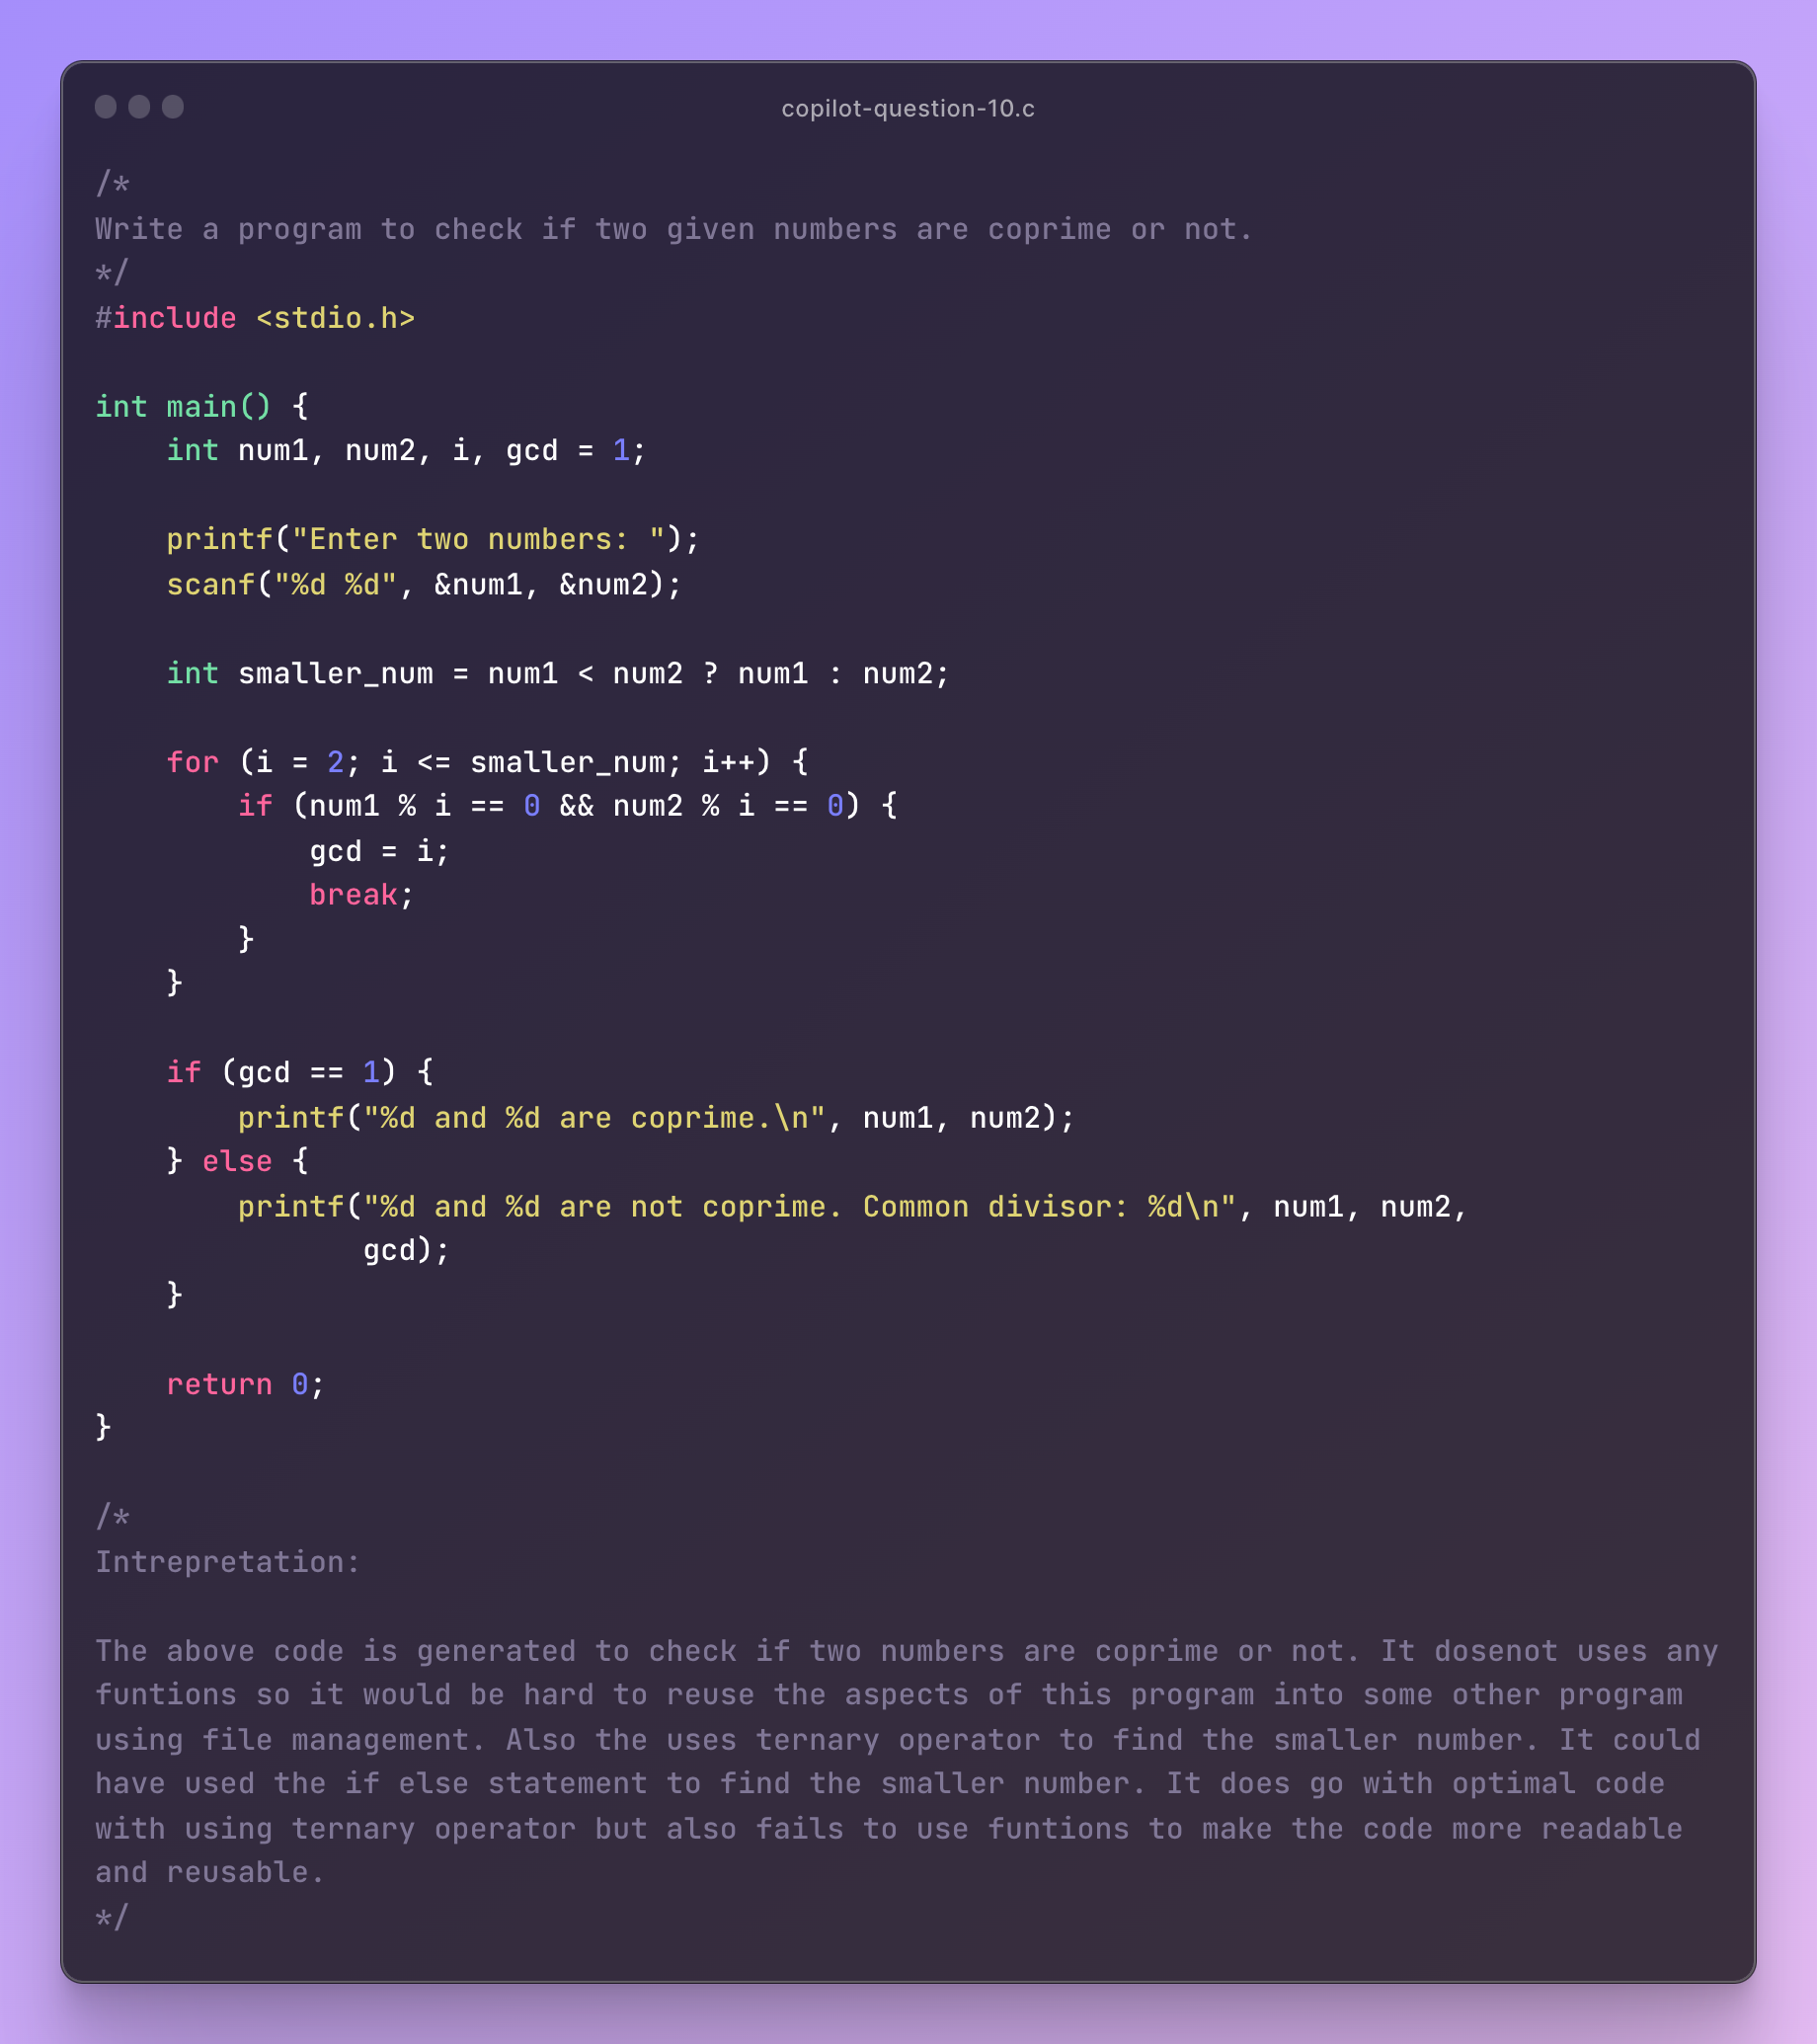 copilot-question-10.c
/*
Write a program to check if two given numbers are coprime or not.
*/
#include <stdio.h>
int main() {
    int num1, num2, i, gcd = 1;
    printf("Enter two numbers: ");
    scanf("%d %d", &num1, &num2);
    int smaller_num = num1 < num2 ? num1 : num2;
    for (i = 2; i <= smaller_num; i++) {
        if (num1 % i == 0 && num2 % i == 0) {
            gcd = i;
            break;
        }
    }
    if (gcd == 1) {
        printf("%d and %d are coprime.\n", num1, num2);
    } else {
        printf("%d and %d are not coprime. Common divisor: %d\n", num1, num2,
               gcd);
    }
    return 0;
}
/*
Intrepretation:
The above code is generated to check if two numbers are coprime or not. It dosenot uses any
funtions so it would be hard to reuse the aspects of this program into some other program
using file management. Also the uses ternary operator to find the smaller number. It could
have used the if else statement to find the smaller number. It does go with optimal code
with using ternary operator but also fails to use funtions to make the code more readable
and reusable.
*/